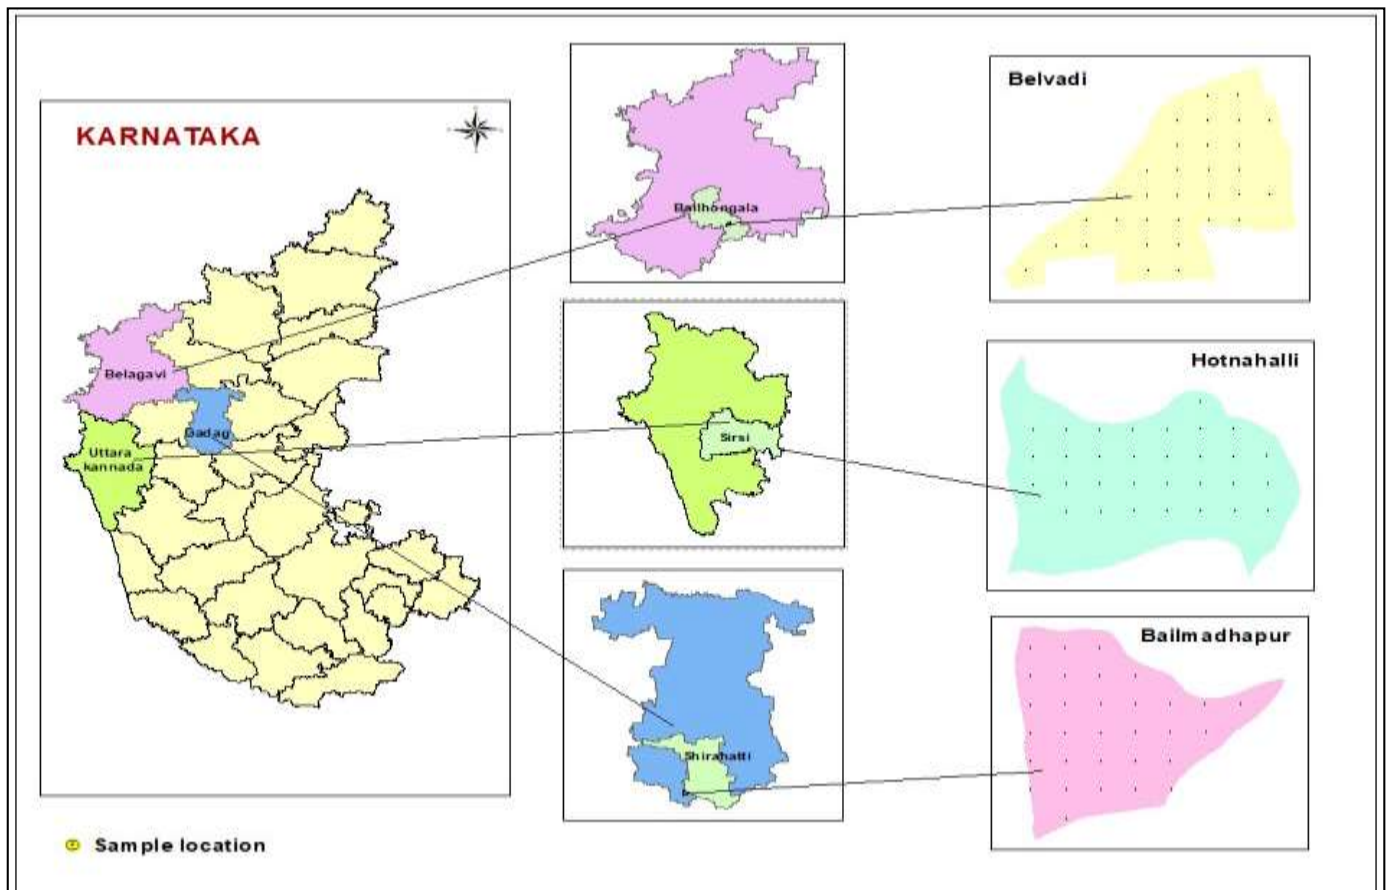 KARNATAKA
Belagavi
Gadag
Uttara
kannada
Bailhongala
Sirsi
Shirahatti
Belvadi
Hotnahalli
Bailmadhapur
Sample location